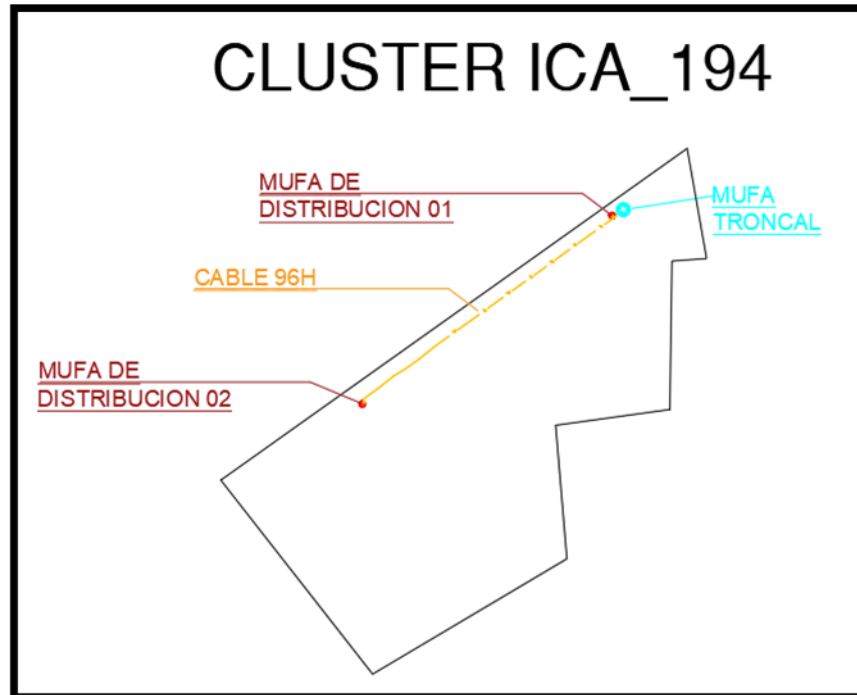 CLUSTER ICA_194
MUFA DE
DISTRIBUCION 01
MUFA
TRONCAL
CABLE 96H
MUFA DE
DISTRIBUCION 02